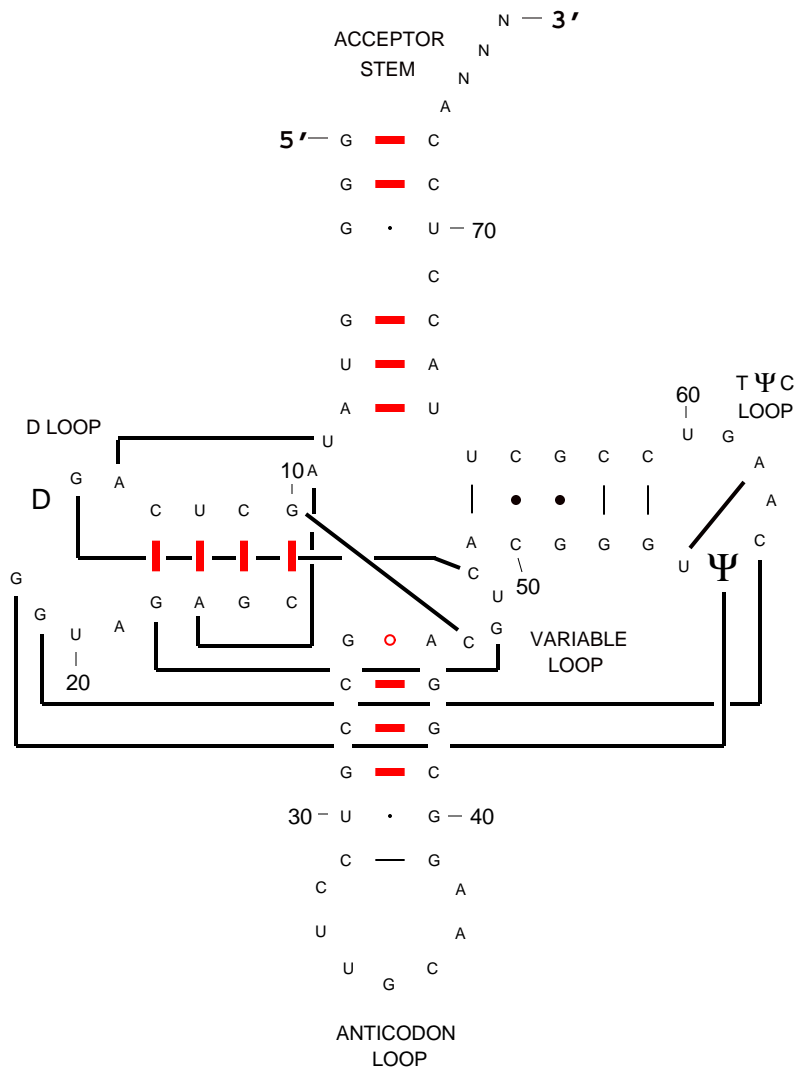 N 3'
ACCEPTOR N
STEM N
A
5' G C
G C
G U 70
C
G C
U A T Ψ C
60 LOOP
A U
D LOOP U U G
U C G C C A
10 A
G A
D A
C U C G
A C U G G G C
C U Ψ
G 50
G A G C U
G
A
U G A C G VARIABLE
20 LOOP
C G
C G
G C
30 U G 40
C G
C A
U A
U C
G
ANTICODON
LOOP